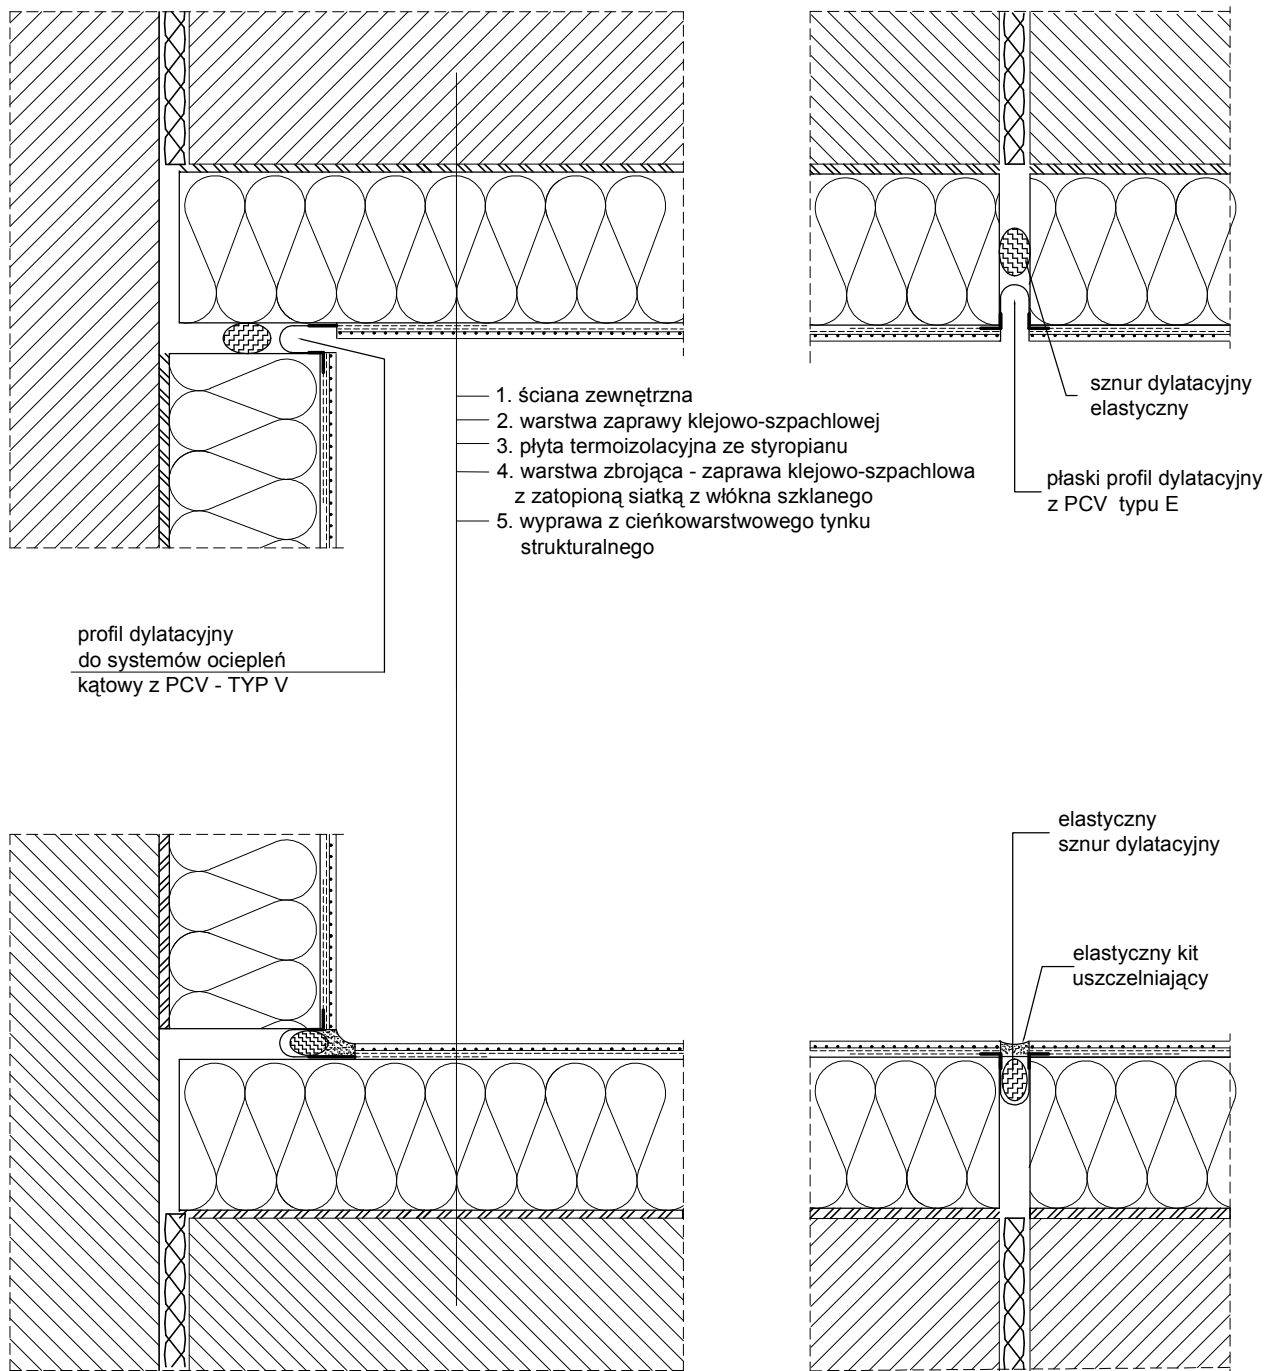 1. ściana zewnętrzna
2. warstwa zaprawy klejowo-szpachlowej
3. płyta termoizolacyjna ze styropianu
4. warstwa zbrojąca - zaprawa klejowo-szpachlowa
z zatopioną siatką z włókna szklanego
5. wyprawa z cieńkowarstwowego tynku
strukturalnego
sznur dylatacyjny
elastyczny
płaski profil dylatacyjny
z PCV typu E
profil dylatacyjny
do systemów ociepleń
kątowy z PCV - TYP V
elastyczny
sznur dylatacyjny
elastyczny kit
uszczelniający